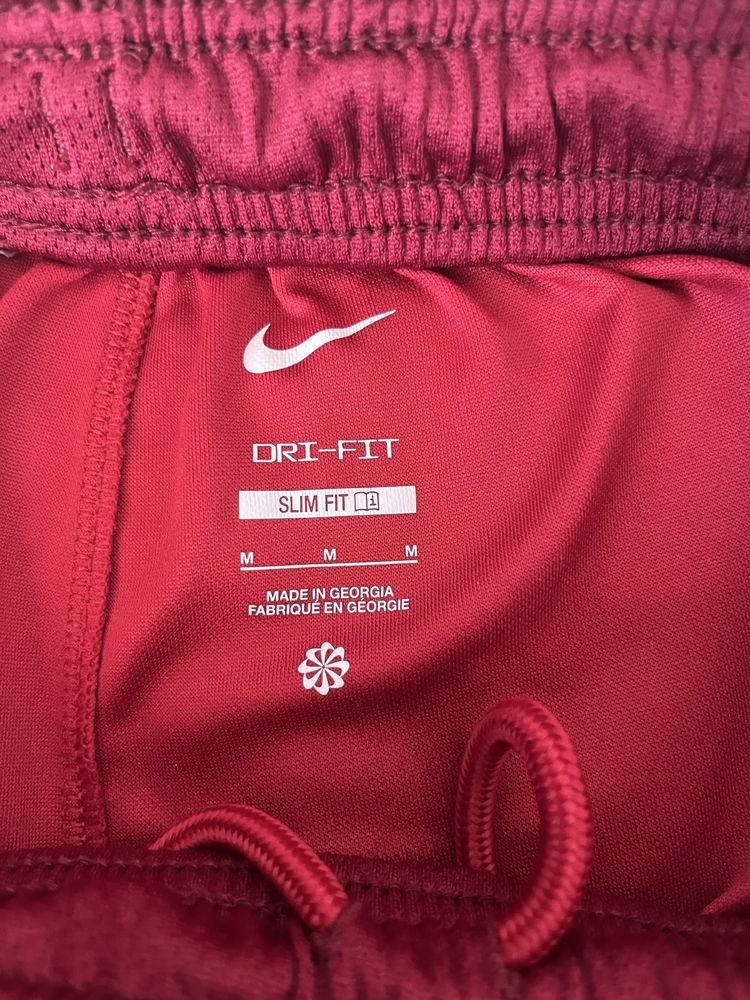 DRI-FIT
SLIM FIT
M M M
MADE IN GEORGIA
FABRIQUÉ EN GÉORGIE